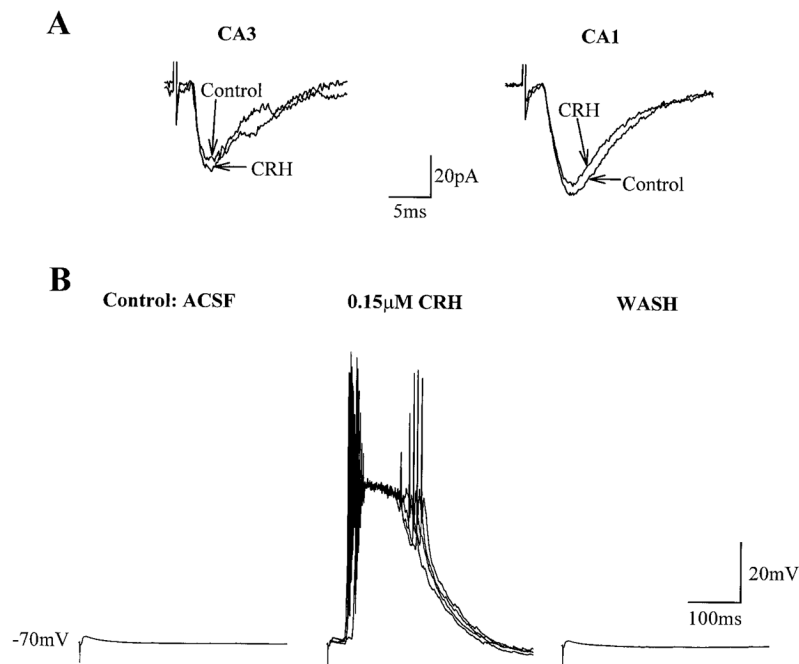 A
CA3
CA1
Control
CRH
CRH
Control
20pA
5ms
B
Control: ACSF
0.15μM CRH
WASH
20mV
100ms
-70mV